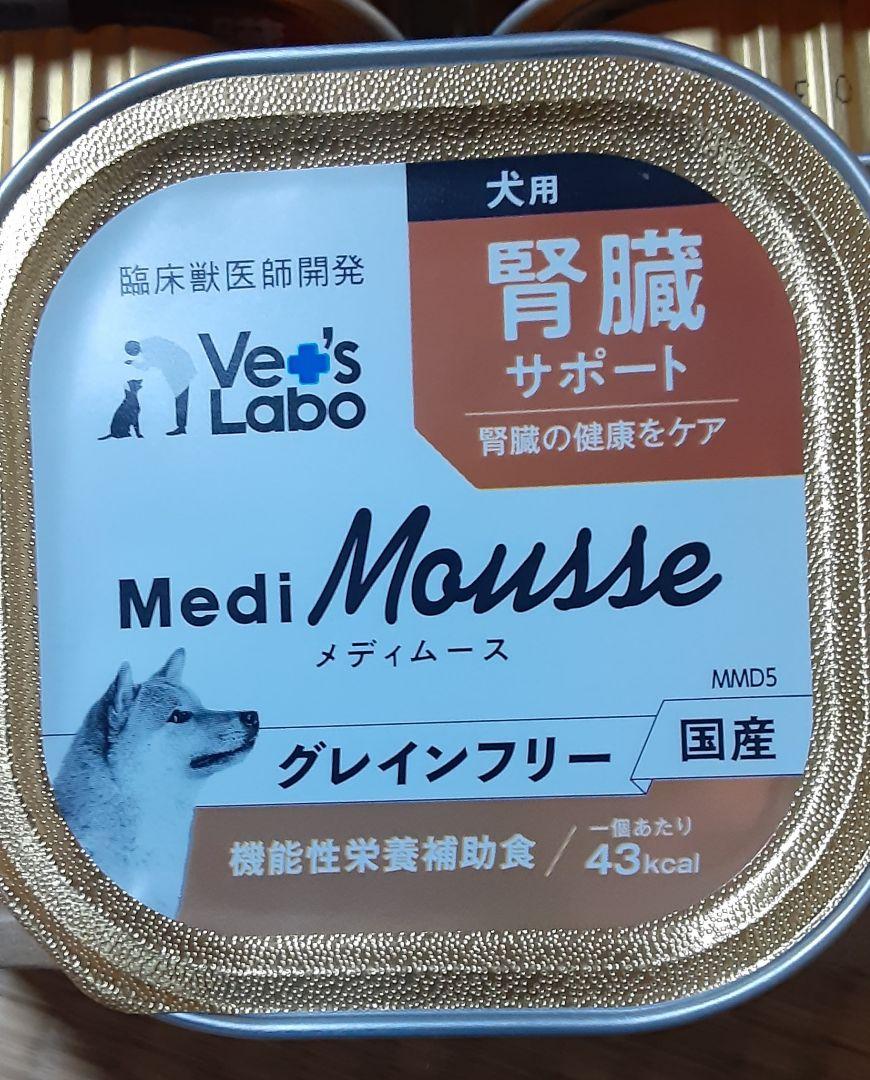 犬用
腎臓
サポート
腎臓の健康をケア
臨床獣医師開発
Vet's
Labo
Medi Mousse
メディムース
MMD5
グレインフリー
国産
機能性栄養補助食
一個あたり
43kcal